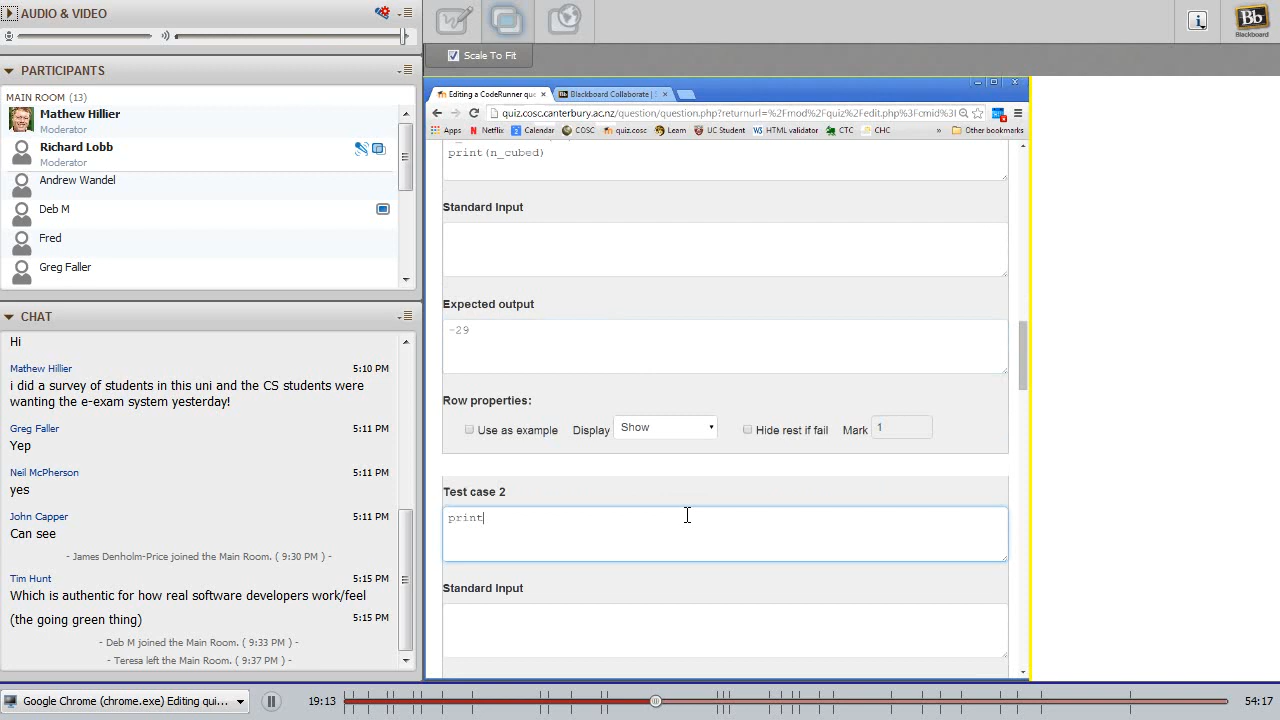 AUDIO & VIDEO
PARTICIPANTS
MAIN ROOM (13)
Mathew Hillier
Moderator
Richard Lobb
Moderator
Andrew Wandel
Deb M
Fred
Greg Faller
CHAT
Hi
Mathew Hillier 5:10 PM
i did a survey of students in this uni and the CS students were
wanting the e-exam system yesterday!
Greg Faller 5:11 PM
Yep
Neil McPherson 5:11 PM
yes
John Capper 5:11 PM
Can see
- James Denholm-Price joined the Main Room. ( 9:30 PM ) -
Tim Hunt 5:15 PM
Which is authentic for how real software developers work/feel
(the going green thing) 5:15 PM
- Deb M joined the Main Room. ( 9:33 PM ) -
- Teresa left the Main Room. ( 9:37 PM ) -
Scale To Fit
Bb
Blackboard
Editing a CodeRunner que
Bb Blackboard Collaborate |
quiz.cosc.canterbury.ac.nz/question/question.php?returnurl=%2Fmod%2Fquiz%2Fedit.php%3Fcmid%3
Apps Netflix Calendar COSC quiz.cosc Learn UC Student HTML validator CTC CHC » Other bookmarks
print(n_cubed)
Standard Input
Expected output
-29
Row properties:
Use as example Display Show Hide rest if fail Mark 1
Test case 2
print
Standard Input
Google Chrome (chrome.exe) Editing qui... 19:13 54:17